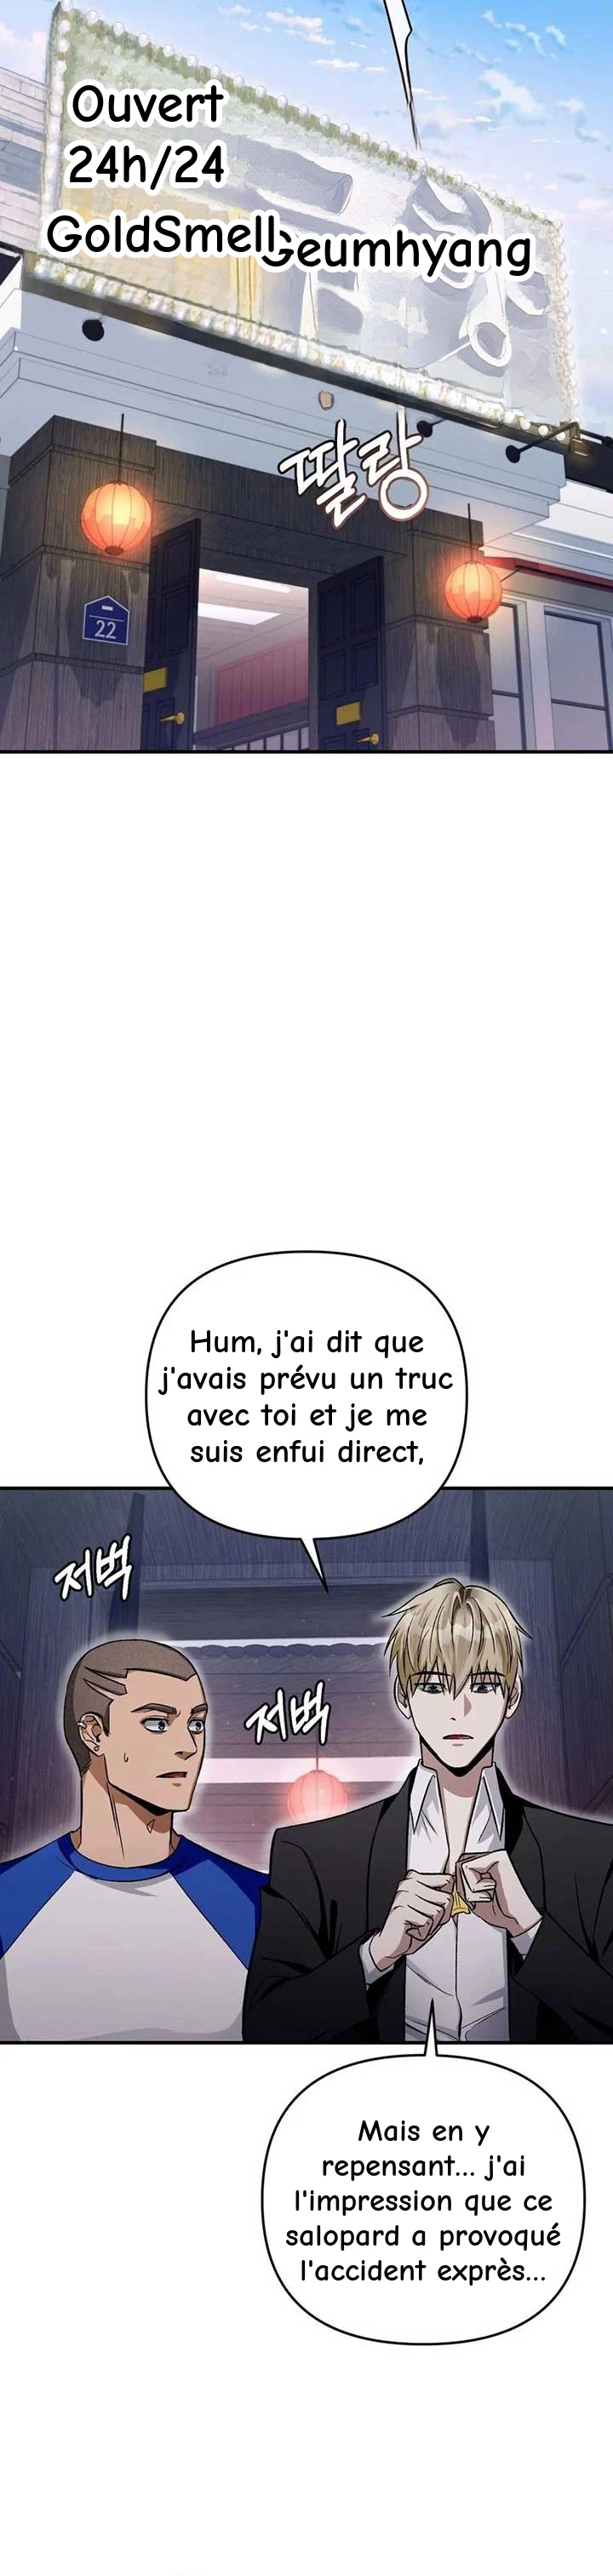 Ouvert
24h/24
GoldSmell
Geumhyang
딸랑
22
Hum, j'ai dit que
j'avais prévu un truc
avec toi et je me
suis enfui direct,
저벅
저벅
Mais en y
repensant... j'ai
l'impression que ce
salopard a provoqué
l'accident exprès...